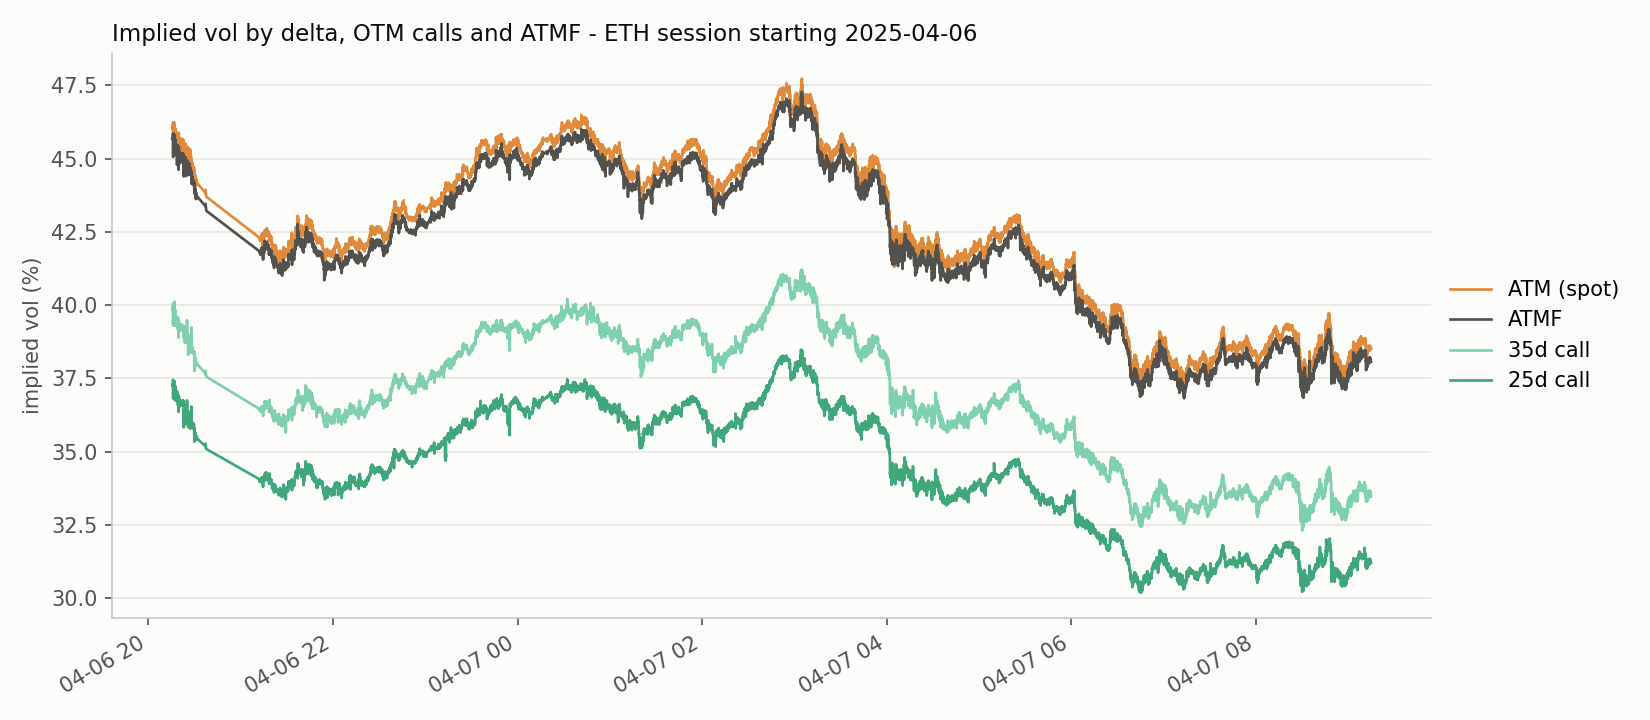 Implied vol by delta, OTM calls and ATMF - ETH session starting 2025-04-06
implied vol (%)
47.5
45.0
42.5
40.0
37.5
35.0
32.5
30.0
04-06 20
04-06 22
04-07 00
04-07 02
04-07 04
04-07 06
04-07 08
ATM (spot)
ATMF
35d call
25d call